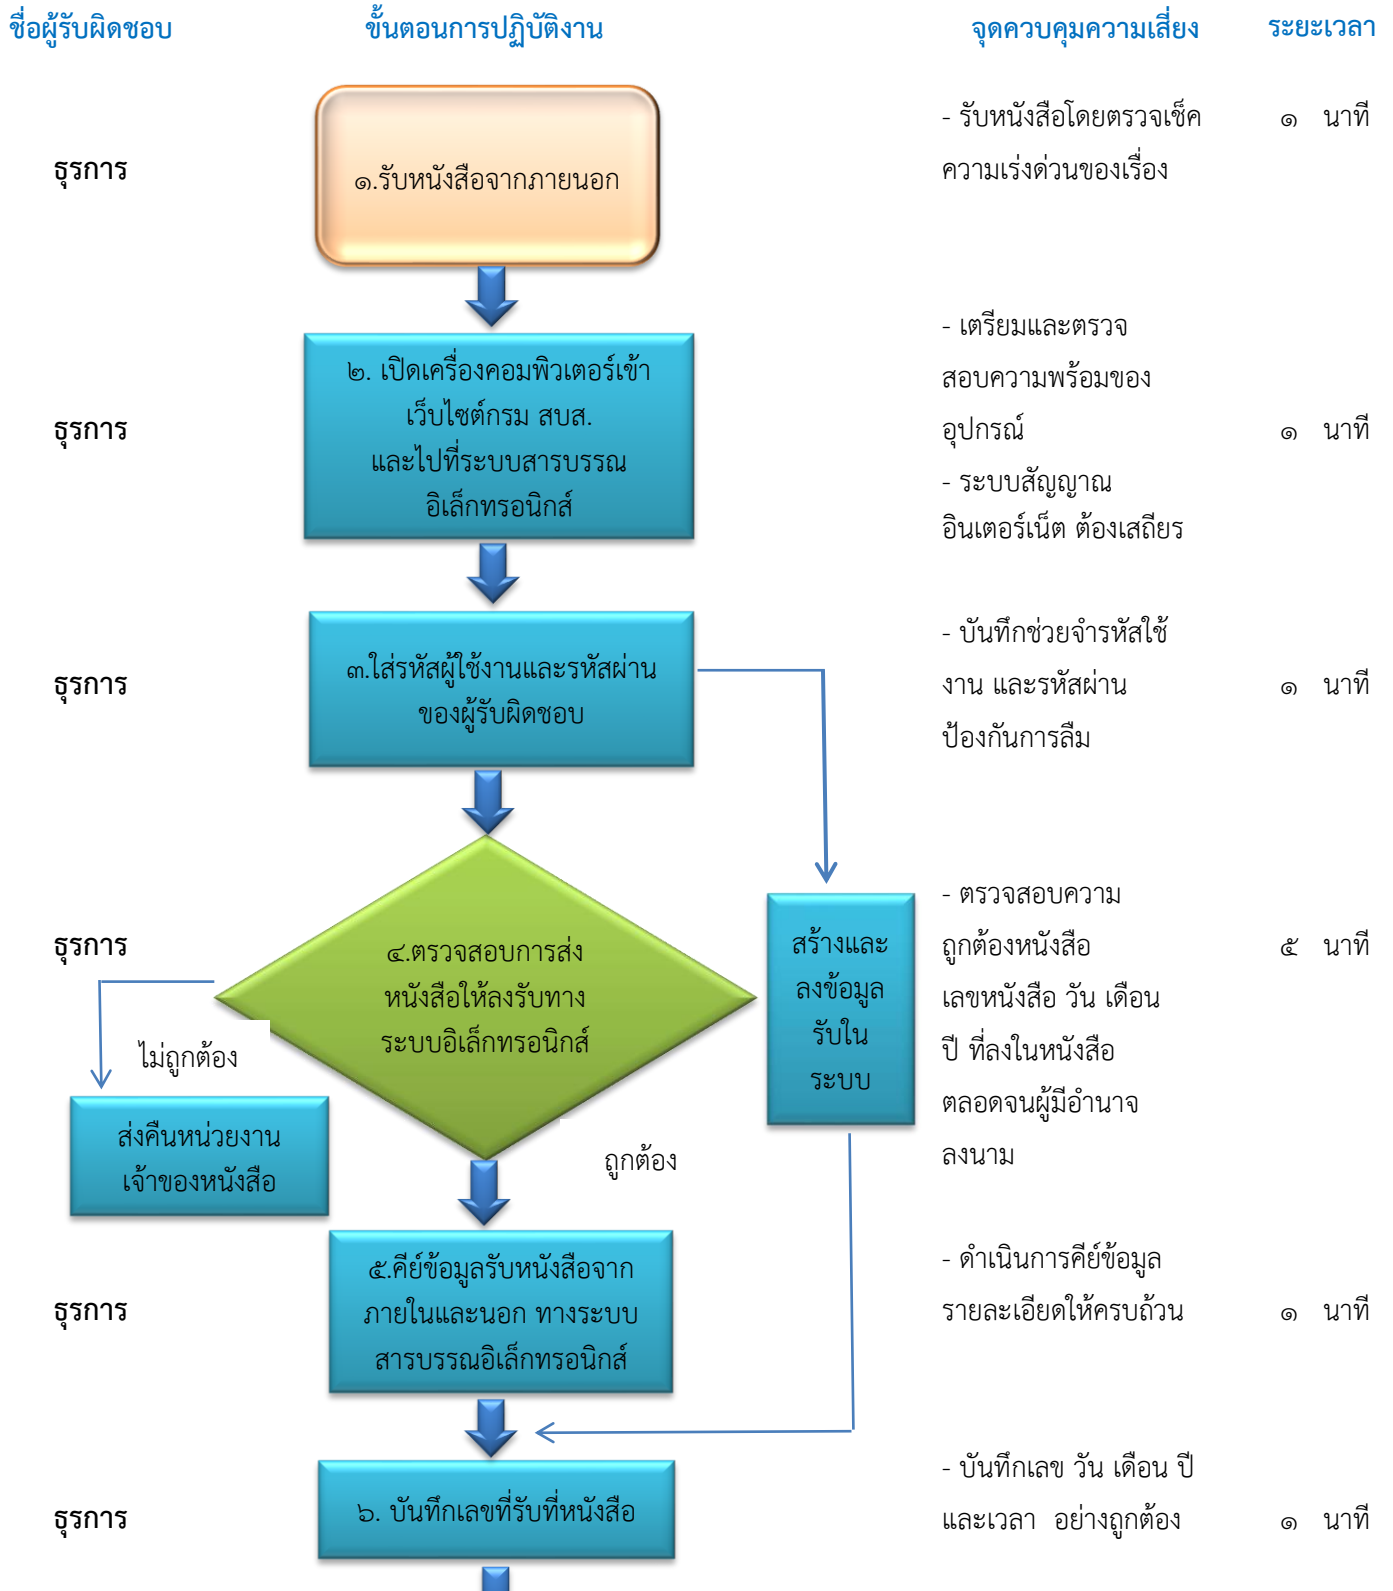 ชื่อผู้รับผิดชอบ ขั้นตอนการปฏิบัติงาน จุดควบคุมความเสี่ยง ระยะเวลา
ธุรการ
๑.รับหนังสือจากภายนอก
- รับหนังสือโดยตรวจเช็ค
ความเร่งด่วนของเรื่อง
๑ นาที
ธุรการ
๒. เปิดเครื่องคอมพิวเตอร์เข้า
เว็บไซต์กรม สบส.
และไปที่ระบบสารบรรณ
อิเล็กทรอนิกส์
- เตรียมและตรวจ
สอบความพร้อมของ
อุปกรณ์
- ระบบสัญญาณ
อินเตอร์เน็ต ต้องเสถียร
๑ นาที
ธุรการ
๓.ใส่รหัสผู้ใช้งานและรหัสผ่าน
ของผู้รับผิดชอบ
- บันทึกช่วยจำรหัสใช้
งาน และรหัสผ่าน
ป้องกันการลืม
๑ นาที
ธุรการ
๔.ตรวจสอบการส่ง
หนังสือให้ลงรับทาง
ระบบอิเล็กทรอนิกส์
สร้างและ
ลงข้อมูล
รับใน
ระบบ
- ตรวจสอบความ
ถูกต้องหนังสือ
เลขหนังสือ วัน เดือน
ปี ที่ลงในหนังสือ
ตลอดจนผู้มีอำนาจ
ลงนาม
๕ นาที
ไม่ถูกต้อง
ส่งคืนหน่วยงาน
เจ้าของหนังสือ
ถูกต้อง
ธุรการ
๕.คีย์ข้อมูลรับหนังสือจาก
ภายในและนอก ทางระบบ
สารบรรณอิเล็กทรอนิกส์
- ดำเนินการคีย์ข้อมูล
รายละเอียดให้ครบถ้วน
๑ นาที
ธุรการ
๖. บันทึกเลขที่รับที่หนังสือ
- บันทึกเลข วัน เดือน ปี
และเวลา อย่างถูกต้อง
๑ นาที